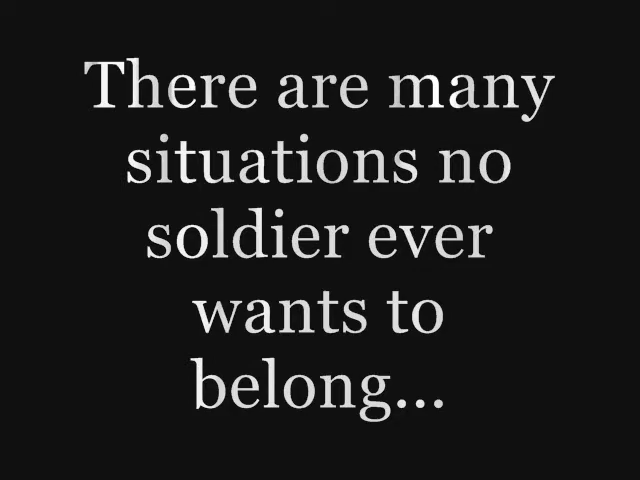 There are many
situations no
soldier ever
wants to
belong...